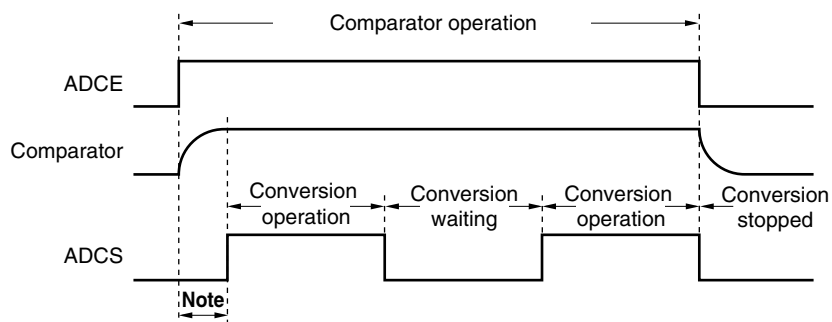 Comparator operation
ADCE
Comparator
Conversion operation
Conversion waiting
Conversion operation
Conversion stopped
ADCS
Note